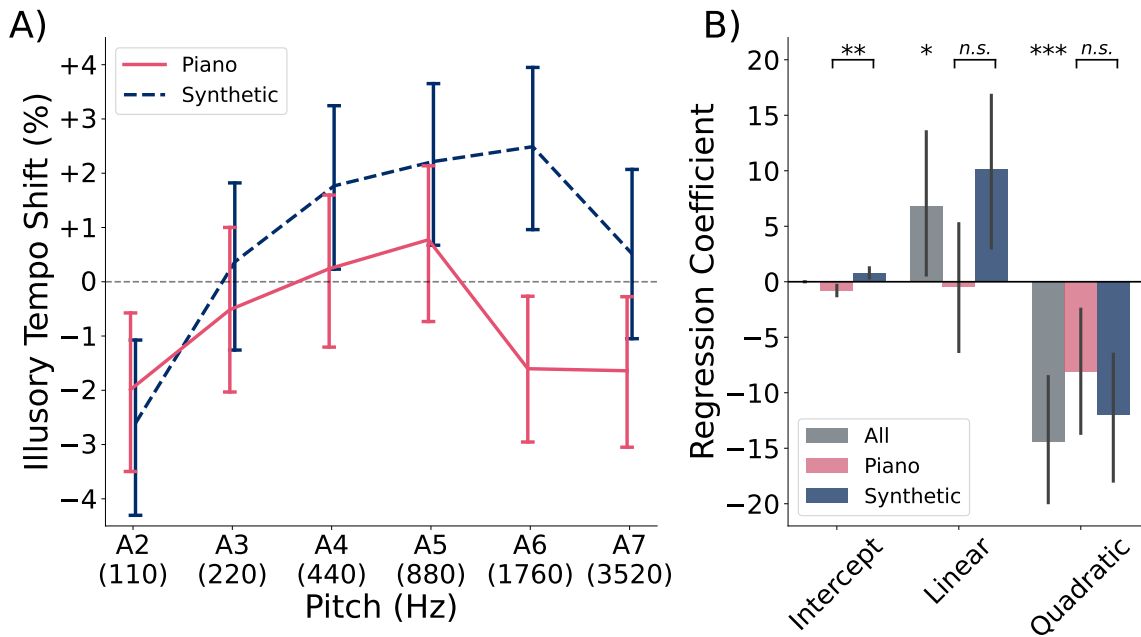 A)
Illusory Tempo Shift (%)
+4
+3
+2
+1
0
−1
−2
−3
−4
Piano
Synthetic
A2 A3 A4 A5 A6 A7
(110) (220) (440) (880) (1760) (3520)
Pitch (Hz)
B)
Regression Coefficient
20
15
10
5
0
−5
−10
−15
−20
** * n.s. *** n.s.
All
Piano
Synthetic
Intercept
Linear
Quadratic